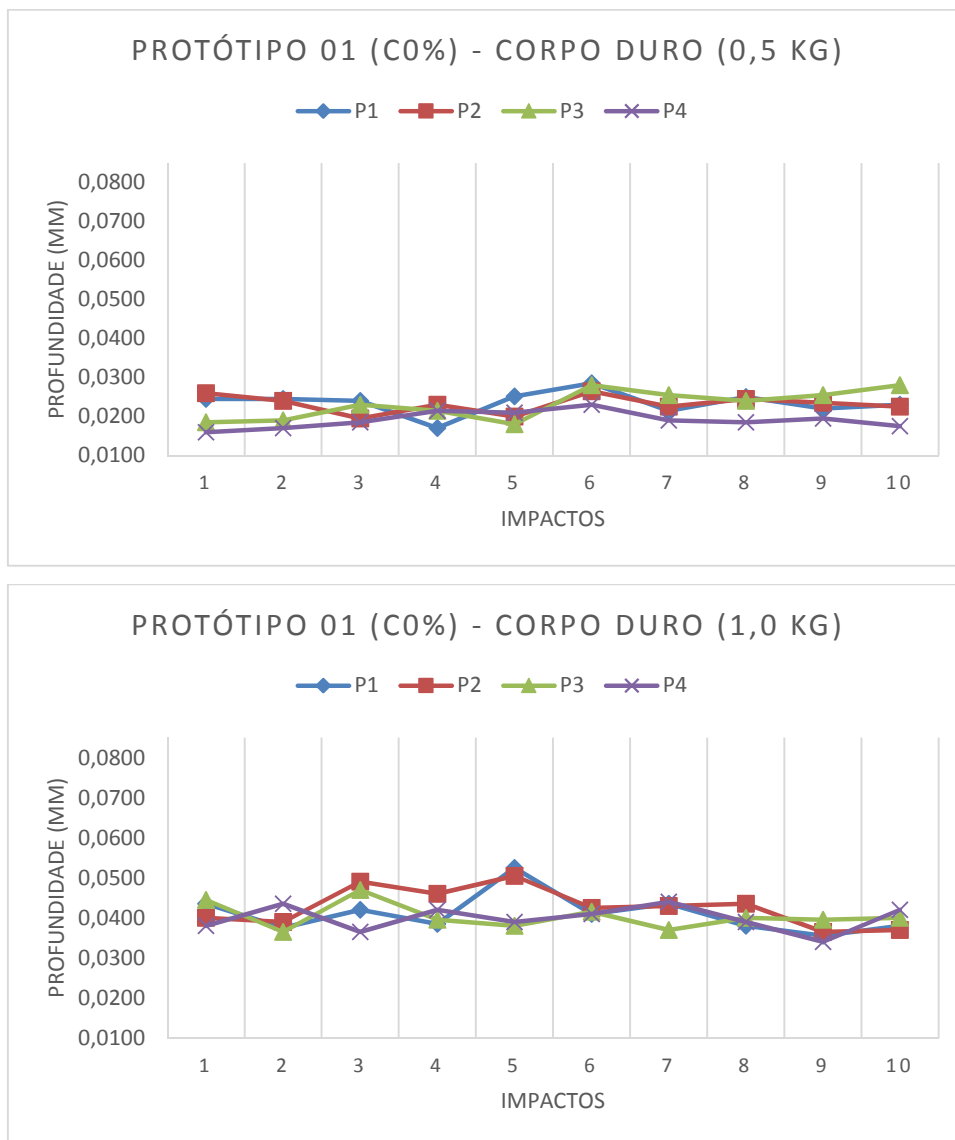 PROTÓTIPO 01 (C0%) - CORPO DURO (0,5 KG)
P1 P2 P3 P4
PROFUNDIDADE (MM)
0,0800
0,0700
0,0600
0,0500
0,0400
0,0300
0,0200
0,0100
1 2 3 4 5 6 7 8 9 10
IMPACTOS
PROTÓTIPO 01 (C0%) - CORPO DURO (1,0 KG)
P1 P2 P3 P4
PROFUNDIDADE (MM)
0,0800
0,0700
0,0600
0,0500
0,0400
0,0300
0,0200
0,0100
1 2 3 4 5 6 7 8 9 10
IMPACTOS